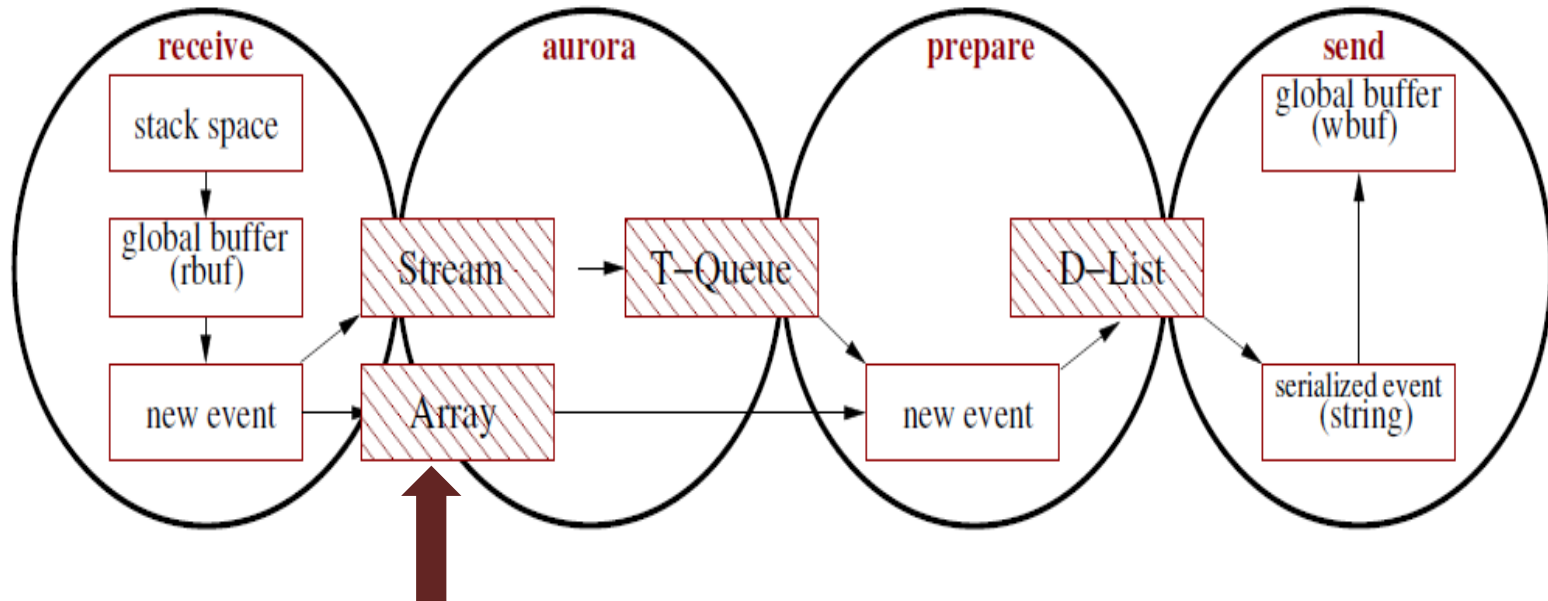 receive
aurora
prepare
send
stack space
global buffer
(wbuf)
global buffer
(rbuf)
Stream
T–Queue
D–List
new event
Array
new event
serialized event
(string)